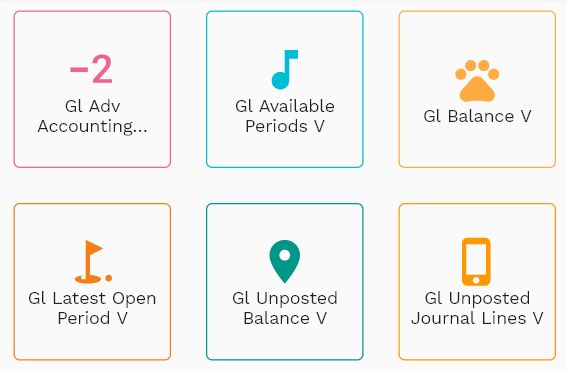 -2
Gl Adv
Accounting...
Gl Available
Periods V
Gl Balance V
Gl Latest Open
Period V
Gl Unposted
Balance V
Gl Unposted
Journal Lines V